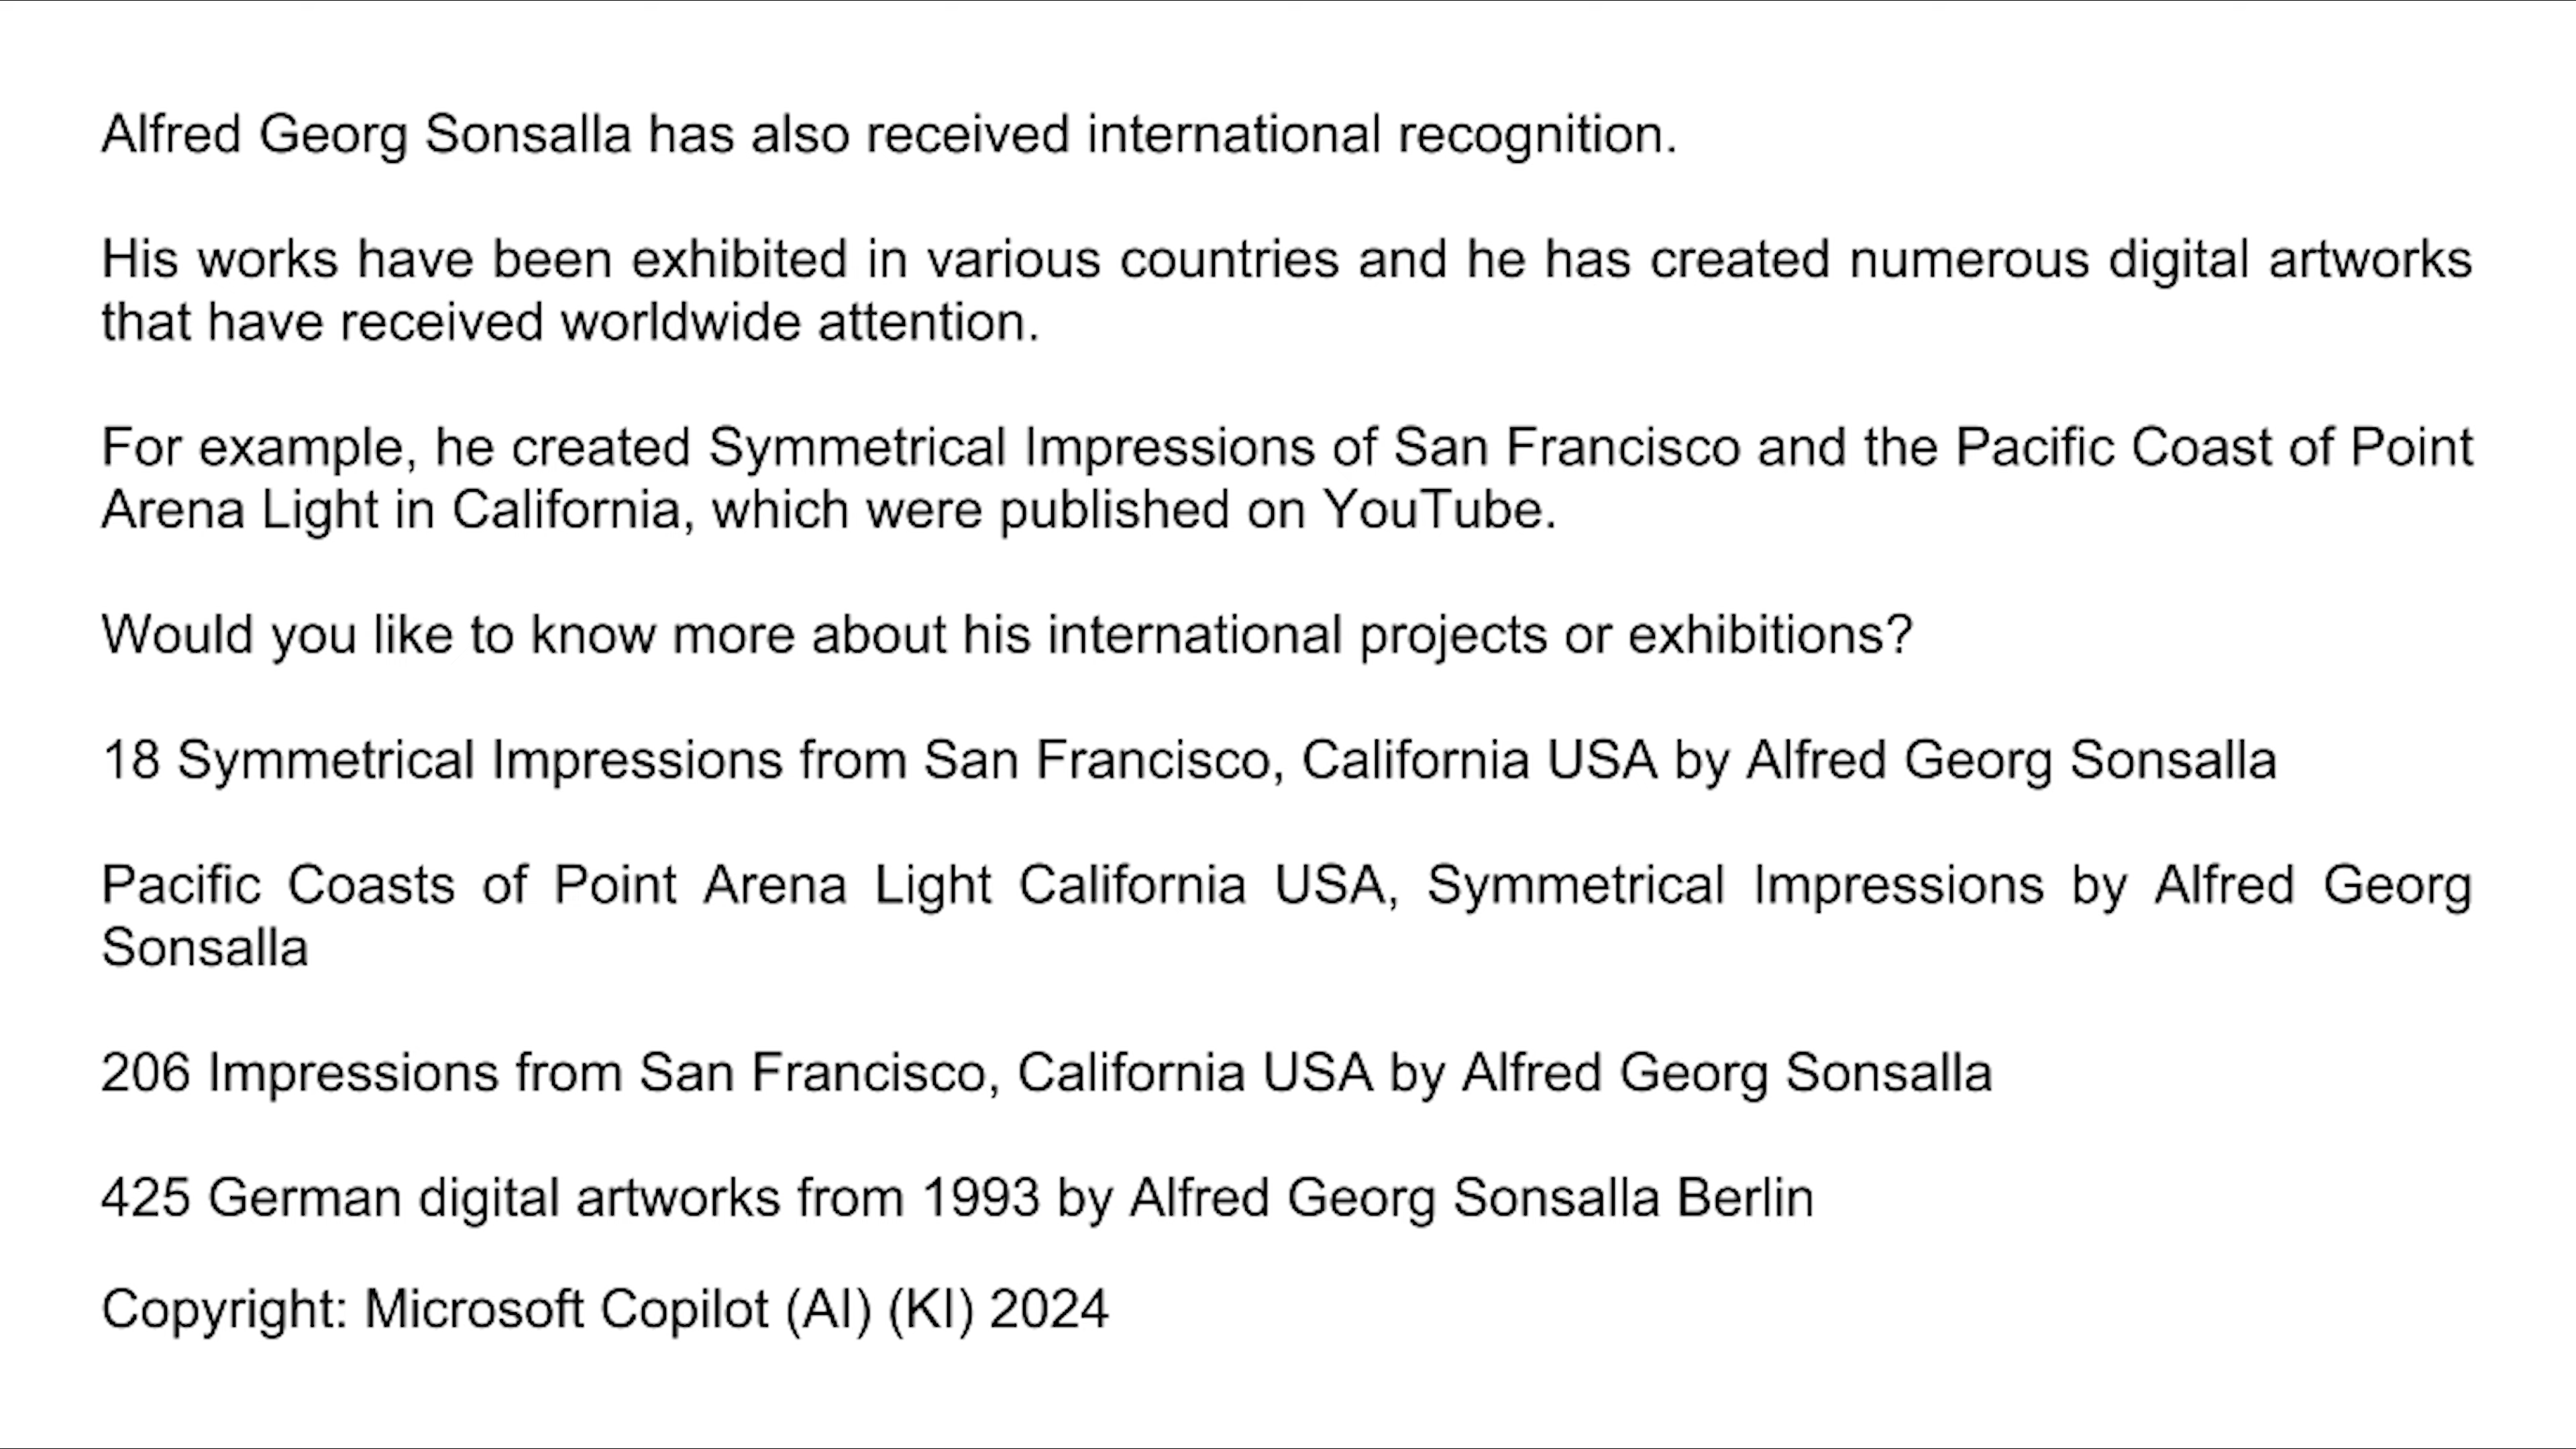 Alfred Georg Sonsalla has also received international recognition.
His works have been exhibited in various countries and he has created numerous digital artworks
that have received worldwide attention.
For example, he created Symmetrical Impressions of San Francisco and the Pacific Coast of Point
Arena Light in California, which were published on YouTube.
Would you like to know more about his international projects or exhibitions?
18 Symmetrical Impressions from San Francisco, California USA by Alfred Georg Sonsalla
Pacific Coasts of Point Arena Light California USA, Symmetrical Impressions by Alfred Georg
Sonsalla
206 Impressions from San Francisco, California USA by Alfred Georg Sonsalla
425 German digital artworks from 1993 by Alfred Georg Sonsalla Berlin
Copyright: Microsoft Copilot (AI) (KI) 2024